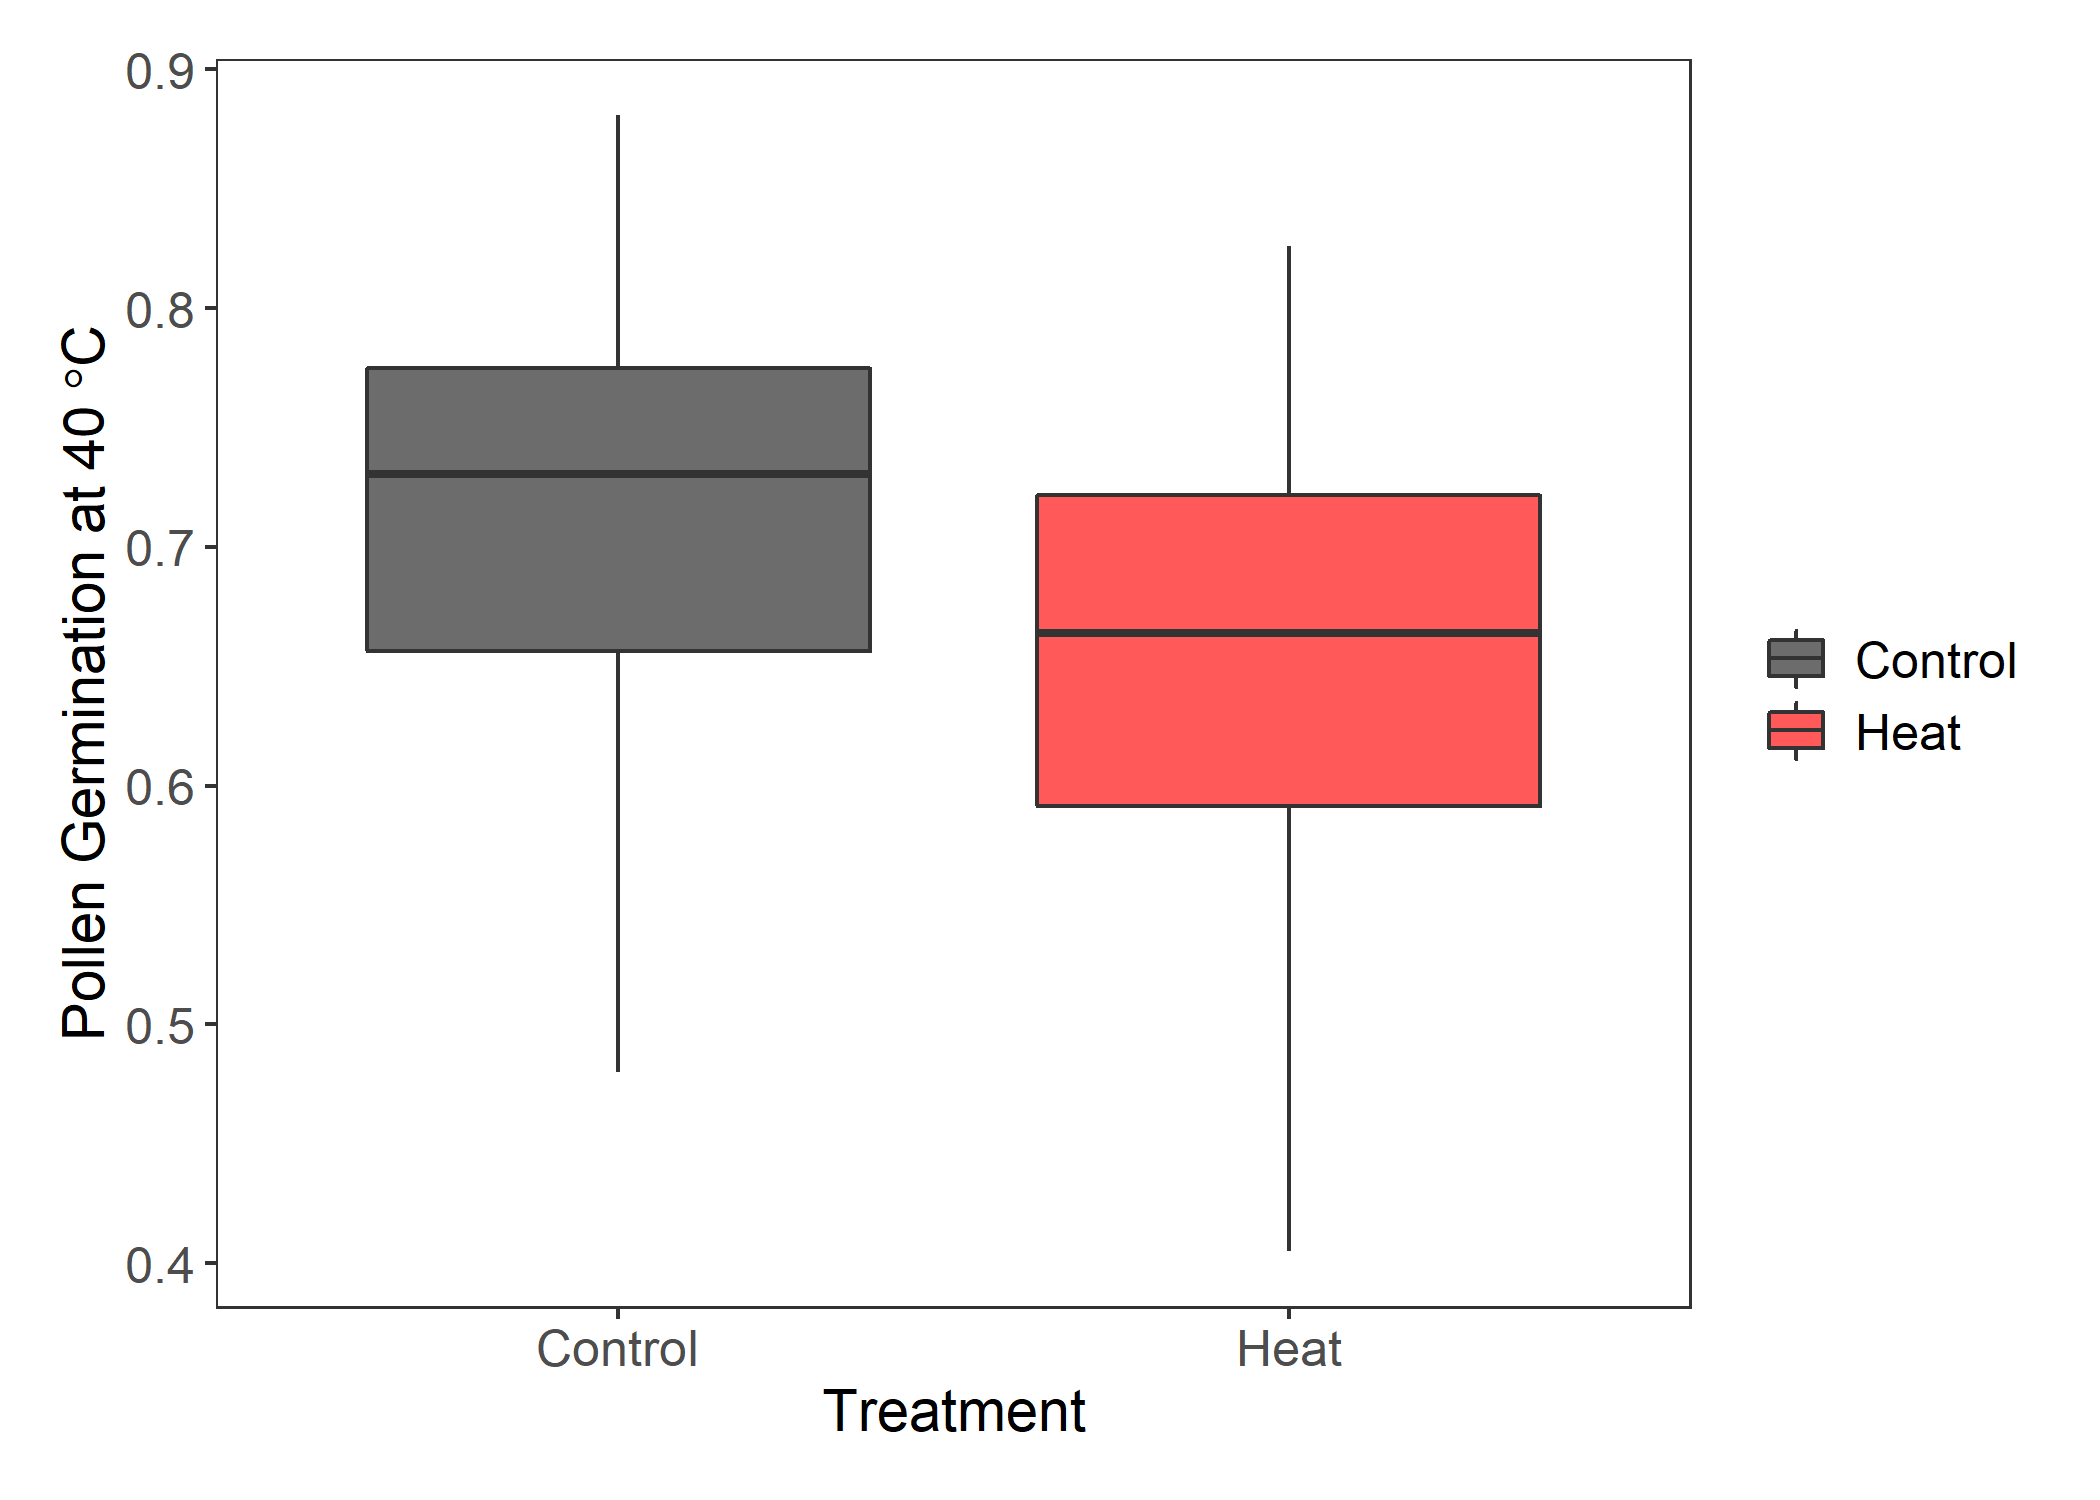 Pollen Germination at 40 °C
0.9
0.8
0.7
0.6
0.5
0.4
Control
Heat
Treatment
Control
Heat